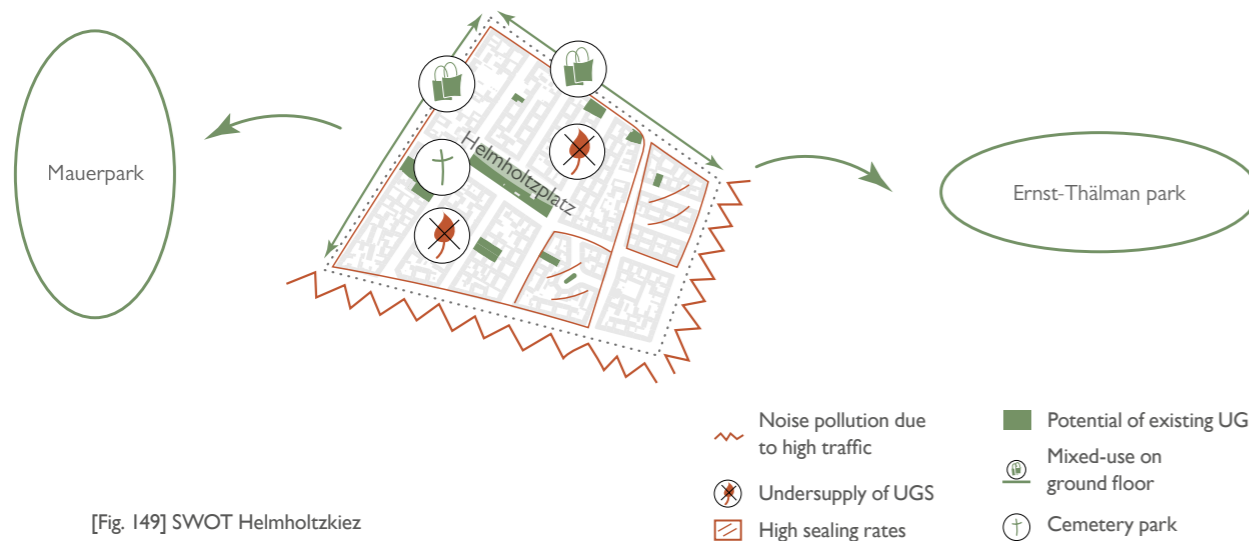 Mauerpark
Helmholtzplatz
Ernst-Thälman park
Noise pollution due
to high traffic
Undersupply of UGS
High sealing rates
Potential of existing UG
Mixed-use on
ground floor
Cemetery park
[Fig. 149] SWOT Helmholtzkiez